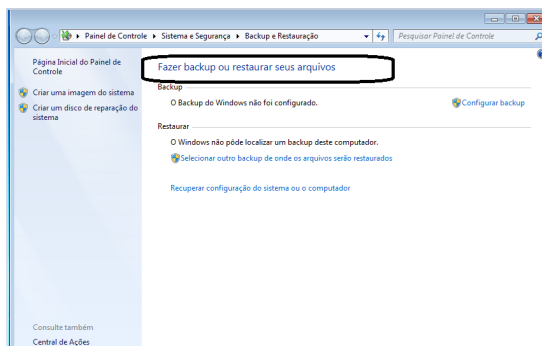 Painel de Controle ▸ Sistema e Segurança ▸ Backup e Restauração
Pesquisar Painel de Controle
Página Inicial do Painel de
Controle
Criar uma imagem do sistema
Criar um disco de reparação do
sistema
Fazer backup ou restaurar seus arquivos
Backup
O Backup do Windows não foi configurado.
Configurar backup
Restaurar
O Windows não pôde localizar um backup deste computador.
Selecionar outro backup de onde os arquivos serão restaurados
Recuperar configuração do sistema ou o computador
Consulte também
Central de Ações